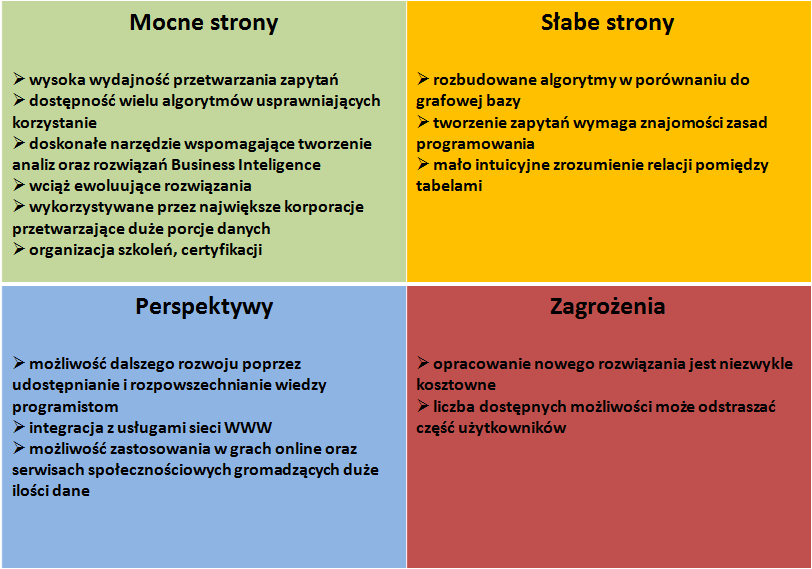 Mocne strony
➢ wysoka wydajność przetwarzania zapytań
➢ dostępność wielu algorytmów usprawniających
korzystanie
➢ doskonałe narzędzie wspomagające tworzenie
analiz oraz rozwiązań Business Inteligence
➢ wciąż ewoluujące rozwiązania
➢ wykorzystywane przez największe korporacje
przetwarzające duże porcje danych
➢ organizacja szkoleń, certyfikacji
Słabe strony
➢ rozbudowane algorytmy w porównaniu do
grafowej bazy
➢ tworzenie zapytań wymaga znajomości zasad
programowania
➢ mało intuicyjne zrozumienie relacji pomiędzy
tabelami
Perspektywy
➢ możliwość dalszego rozwoju poprzez
udostępnianie i rozpowszechnianie wiedzy
programistom
➢ integracja z usługami sieci WWW
➢ możliwość zastosowania w grach online oraz
serwisach społecznościowych gromadzących duże
ilości dane
Zagrożenia
➢ opracowanie nowego rozwiązania jest niezwykle
kosztowne
➢ liczba dostępnych możliwości może odstraszać
część użytkowników